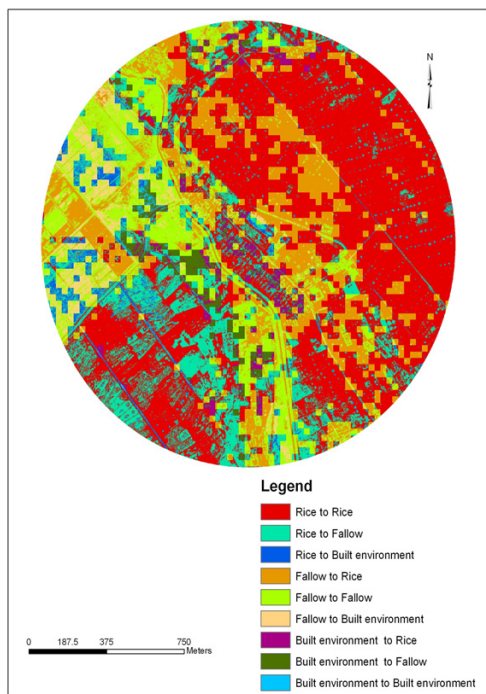 N
Legend
Rice to Rice
Rice to Fallow
Rice to Built environment
Fallow to Rice
Fallow to Fallow
Fallow to Built environment
Built environment to Rice
Built environment to Fallow
Built environment to Built environment
0 187.5 375 750
Meters